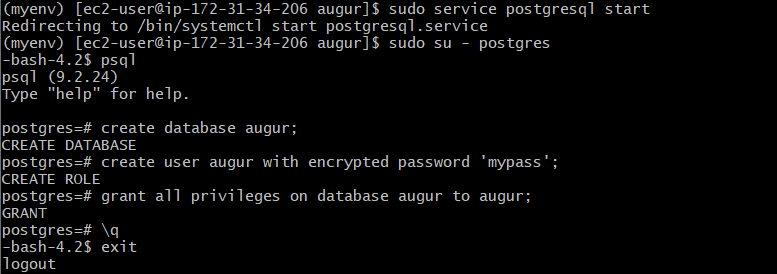 (myenv) [ec2-user@ip-172-31-34-206 augur]$ sudo service postgresql start
Redirecting to /bin/systemctl start postgresql.service
(myenv) [ec2-user@ip-172-31-34-206 augur]$ sudo su - postgres
-bash-4.2$ psql
psql (9.2.24)
Type "help" for help.

postgres=# create database augur;
CREATE DATABASE
postgres=# create user augur with encrypted password 'mypass';
CREATE ROLE
postgres=# grant all privileges on database augur to augur;
GRANT
postgres=# \q
-bash-4.2$ exit
logout